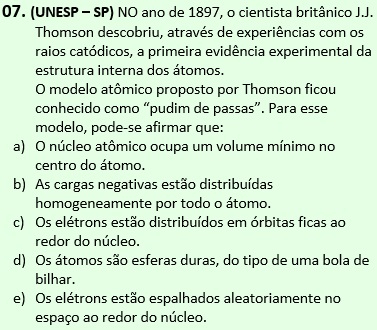 07. (UNESP – SP) NO ano de 1897, o cientista britânico J.J.
Thomson descobriu, através de experiências com os
raios catódicos, a primeira evidência experimental da
estrutura interna dos átomos.
O modelo atômico proposto por Thomson ficou
conhecido como “pudim de passas”. Para esse
modelo, pode-se afirmar que:
a) O núcleo atômico ocupa um volume mínimo no
centro do átomo.
b) As cargas negativas estão distribuídas
homogeneamente por todo o átomo.
c) Os elétrons estão distribuídos em órbitas ficas ao
redor do núcleo.
d) Os átomos são esferas duras, do tipo de uma bola de
bilhar.
e) Os elétrons estão espalhados aleatoriamente no
espaço ao redor do núcleo.